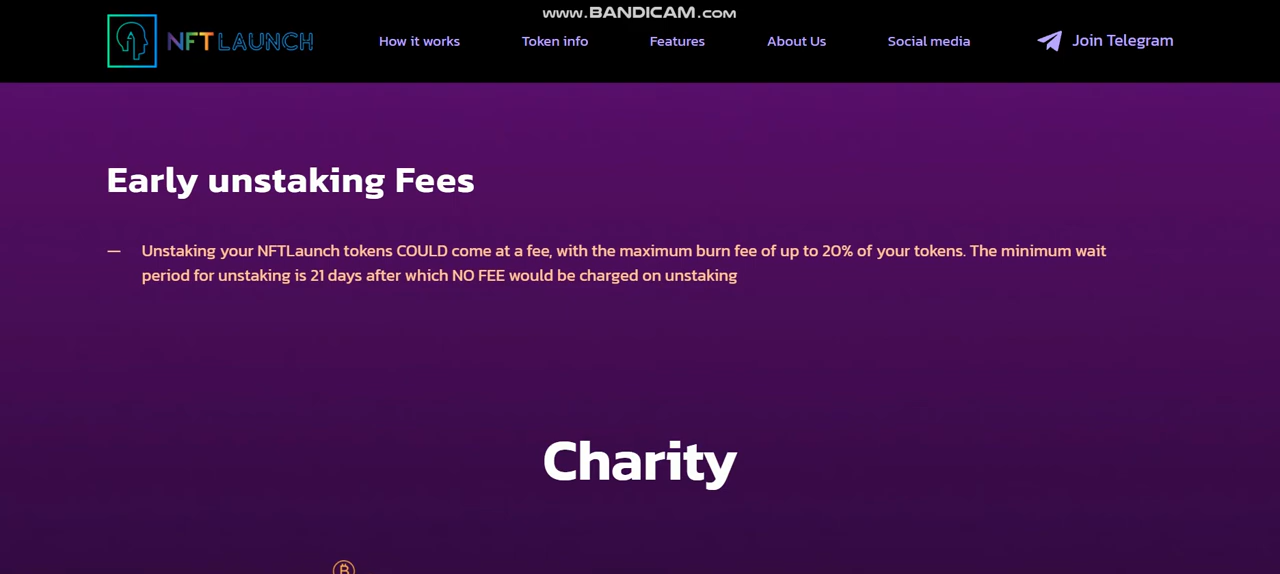 www.BANDICAM.com
NFT LAUNCH
How it works
Token info
Features
About Us
Social media
Join Telegram
Early unstaking Fees
— Unstaking your NFTLaunch tokens COULD come at a fee, with the maximum burn fee of up to 20% of your tokens. The minimum wait
period for unstaking is 21 days after which NO FEE would be charged on unstaking
Charity